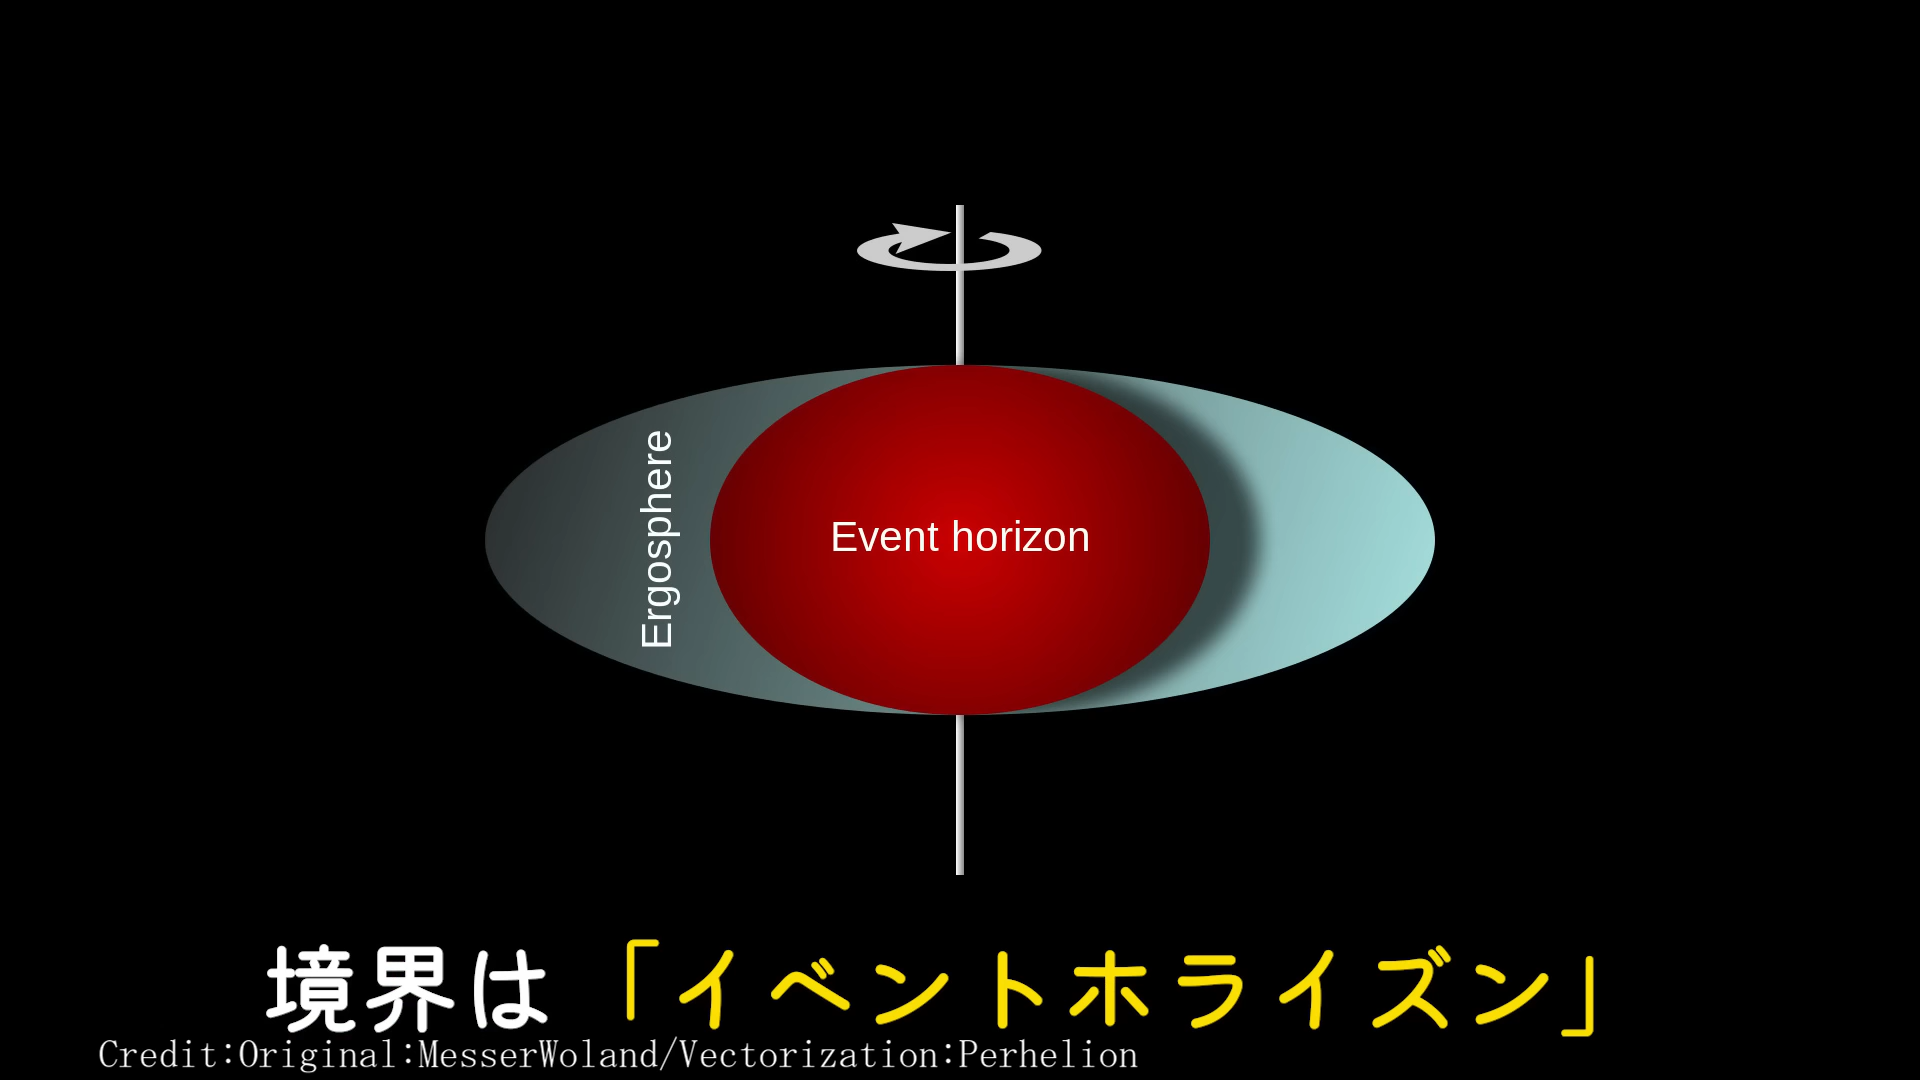 Ergosphere
Event horizon
境界は「イベントホライズン」
Credit:Original:MesserWoland/Vectorization:Perhelion